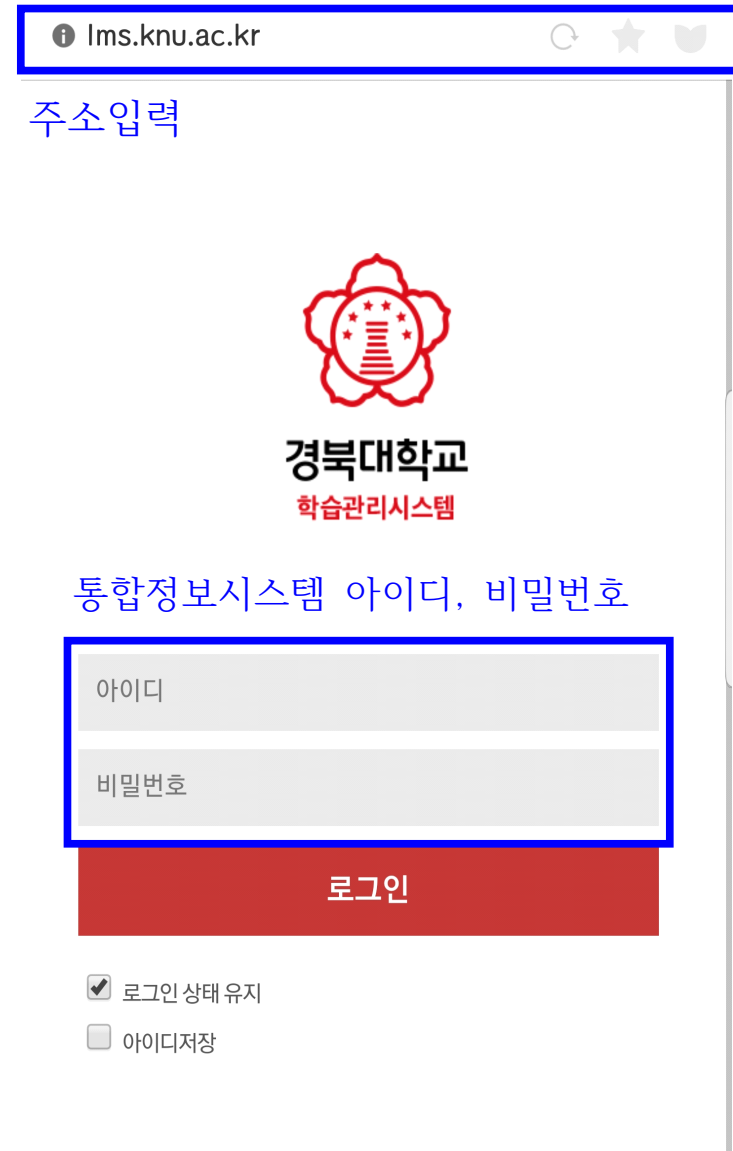 lms.knu.ac.kr
주소입력
경북대학교
학습관리시스템
통합정보시스템 아이디, 비밀번호
아이디
비밀번호
로그인
로그인 상태 유지
아이디저장